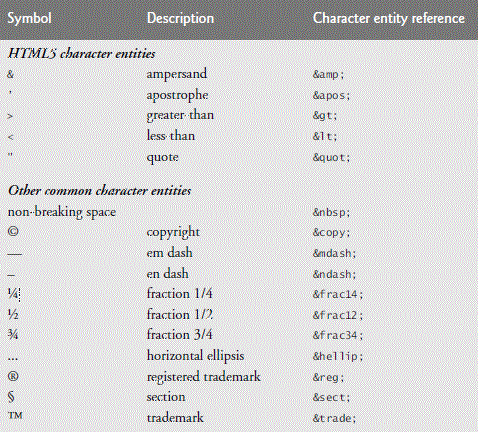 Symbol Description Character entity reference
HTML5 character entities
& ampersand &amp;
' apostrophe &apos;
> greater-than &gt;
< less-than &lt;
" quote &quot;
Other common character entities
non-breaking space &nbsp;
© copyright &copy;
— em dash &mdash;
– en dash &ndash;
¼ fraction 1/4 &frac14;
½ fraction 1/2 &frac12;
¾ fraction 3/4 &frac34;
... horizontal ellipsis &hellip;
® registered trademark &reg;
§ section &sect;
™ trademark &trade;